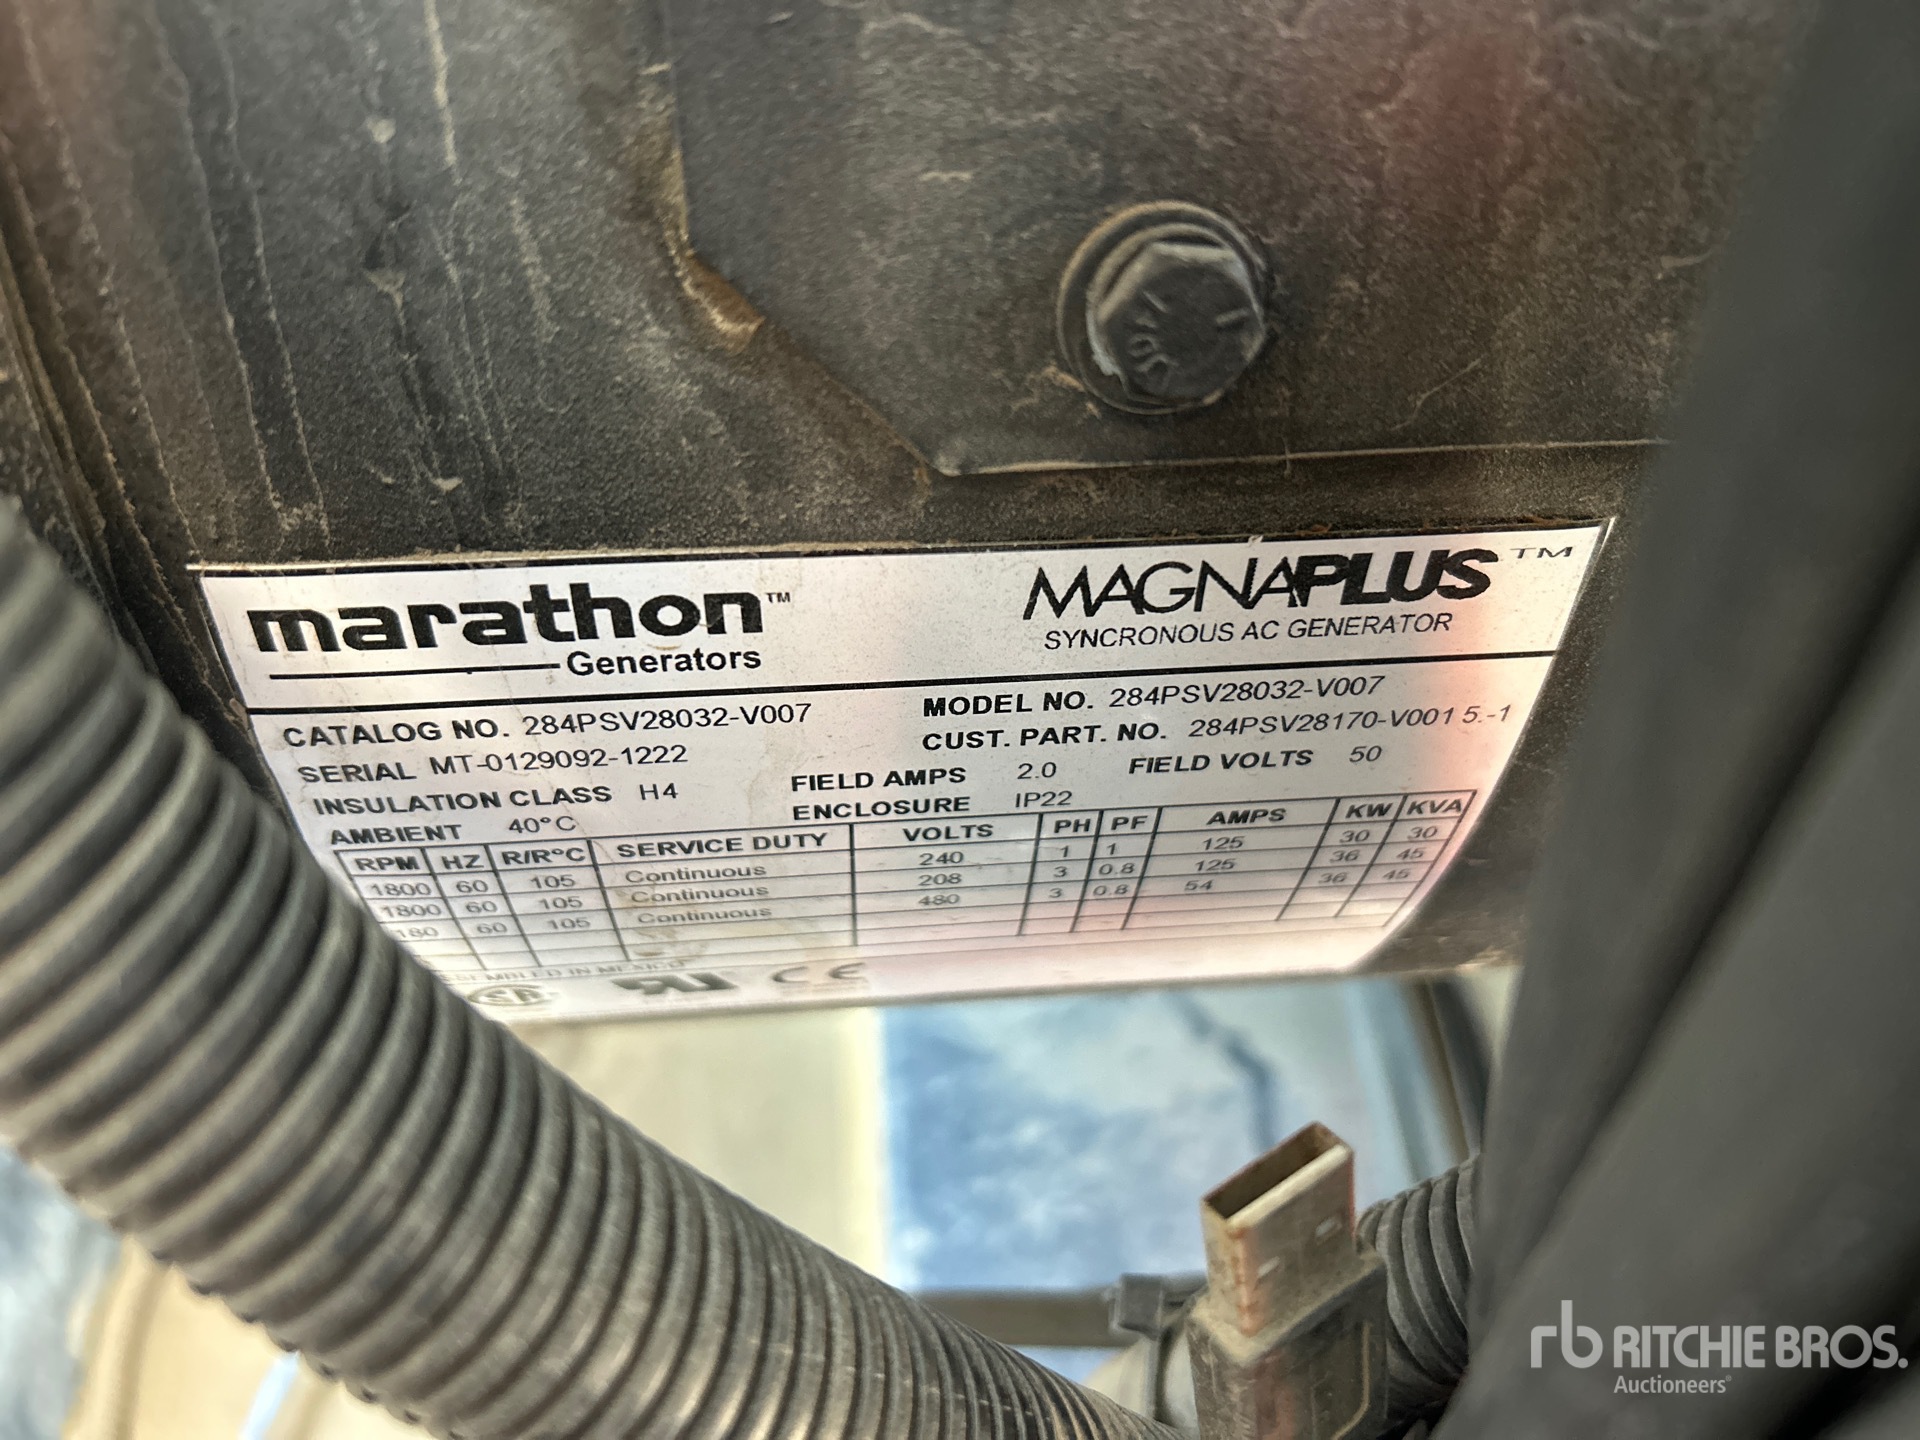 marathon™
Generators
MAGNAPLUS™
SYNCRONOUS AC GENERATOR
CATALOG NO. 284PSV28032-V007
MODEL NO. 284PSV28032-V007
SERIAL MT-0129092-1222
CUST. PART. NO. 284PSV28170-V001 5.-1
INSULATION CLASS H4
FIELD AMPS 2.0 FIELD VOLTS 50
AMBIENT 40°C
ENCLOSURE IP22
RPM HZ R/R°C SERVICE DUTY VOLTS PH PF AMPS KW KVA
1800 60 105 Continuous 240 1 1 125 30 30
1800 60 105 Continuous 208 3 0.8 125 36 45
180 60 105 Continuous 480 3 0.8 54 36 45
IN MEXICO
CE
rb RITCHIE BROS.
Auctioneers®